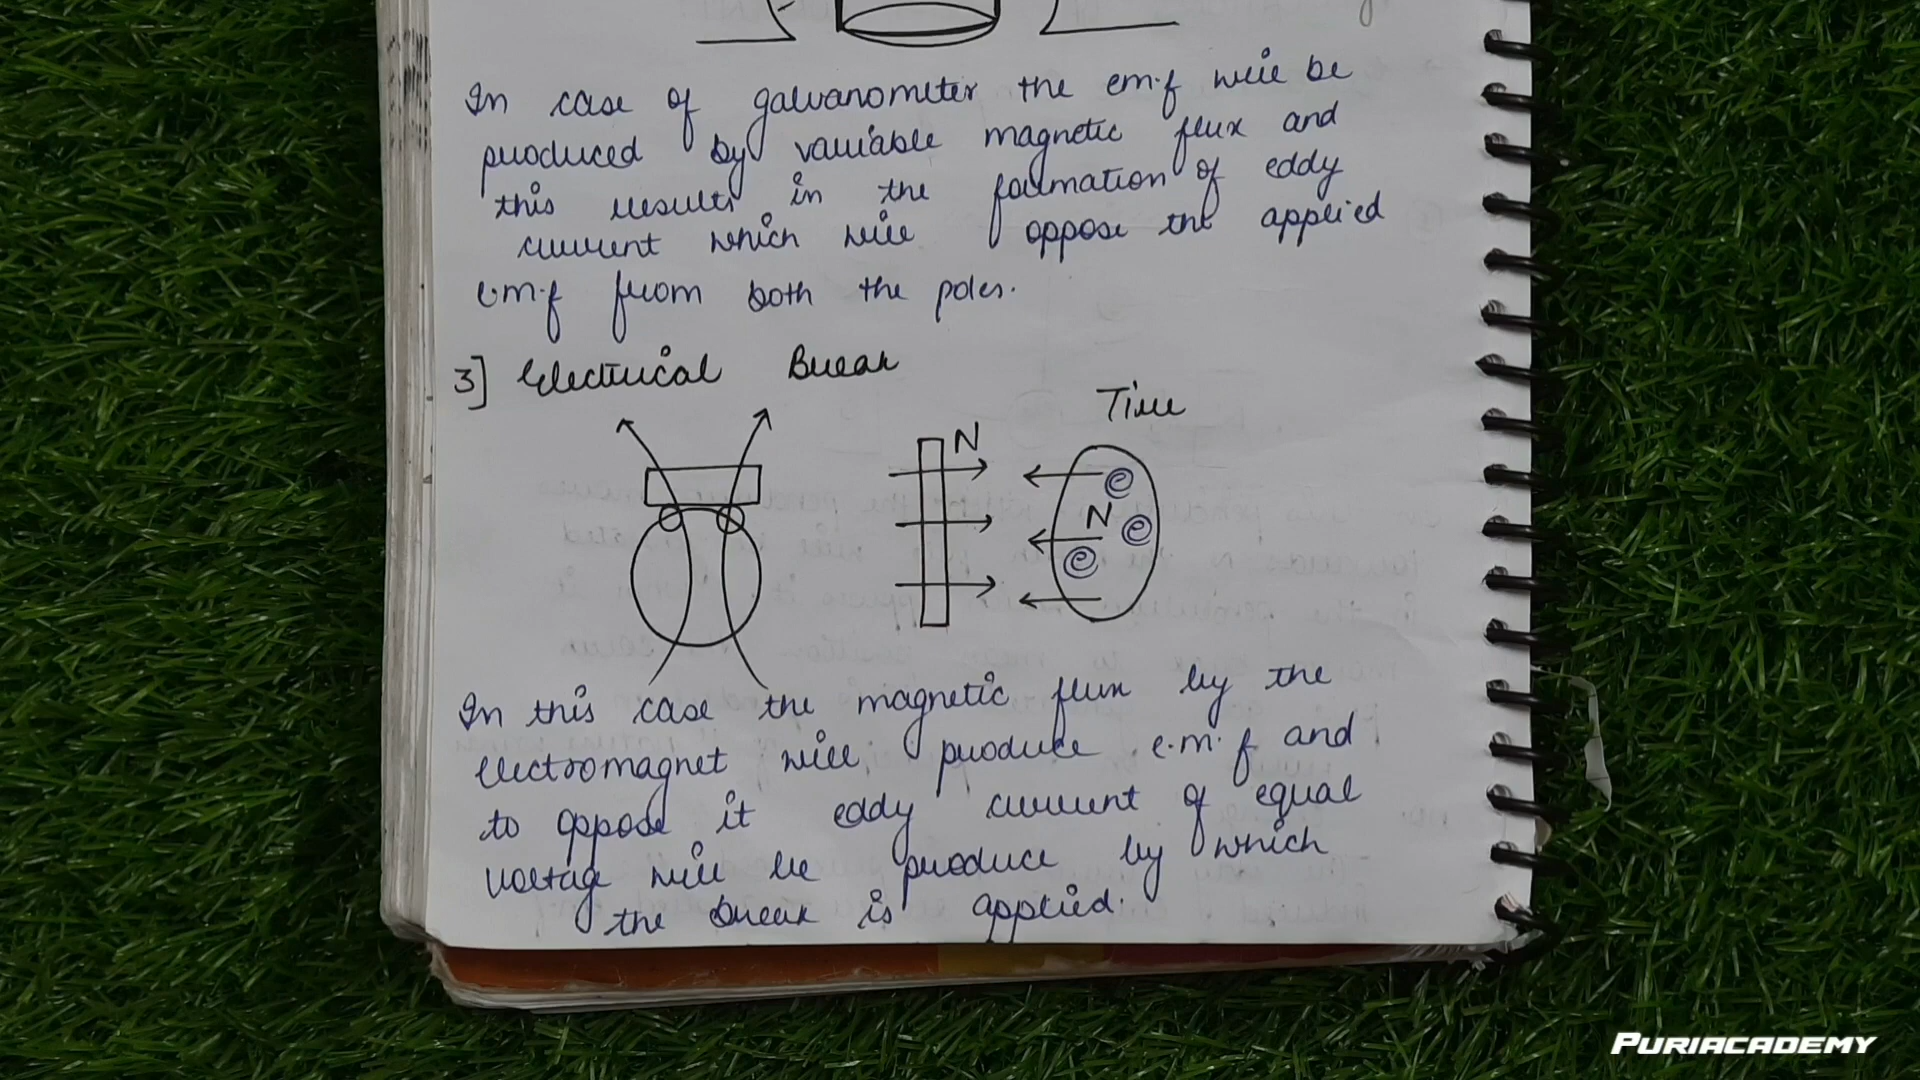 In case of galvanometer the em.f will be
produced by variable magnetic flux and
this results in the formation of eddy
current which will oppose the applied
e.m.f from both the poles.
3] Electrical Break
Time
N
N
In this case the magnetic flux by the
electromagnet will produce e.m.f and
to oppose it eddy current of equal
voltag will be produce by which
the break is applied.
PURIACADEMY